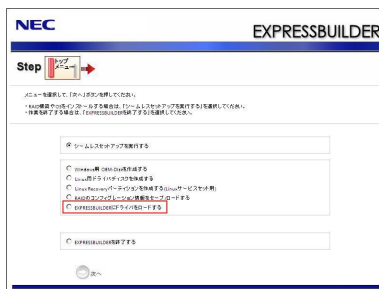 NEC
EXPRESSBUILDER
Step トップメニュー
メニューを選択して、「次へ」ボタンを押してください。
・RAID構築やOSをインストールする場合は、「シームレスセットアップを実行する」を選択してください。
・作業を終了する場合は、「EXPRESSBUILDERを終了する」を選択してください。
シームレスセットアップを実行する
Windows用 OEM-Diskを作成する
Linux用ドライバディスクを作成する
Linux Recoveryパーティションを作成する(Linuxサービスセット用)
RAIDのコンフィグレーション情報をセーブ/ロードする
EXPRESSBUILDERにドライバをロードする
EXPRESSBUILDERを終了する
次へ